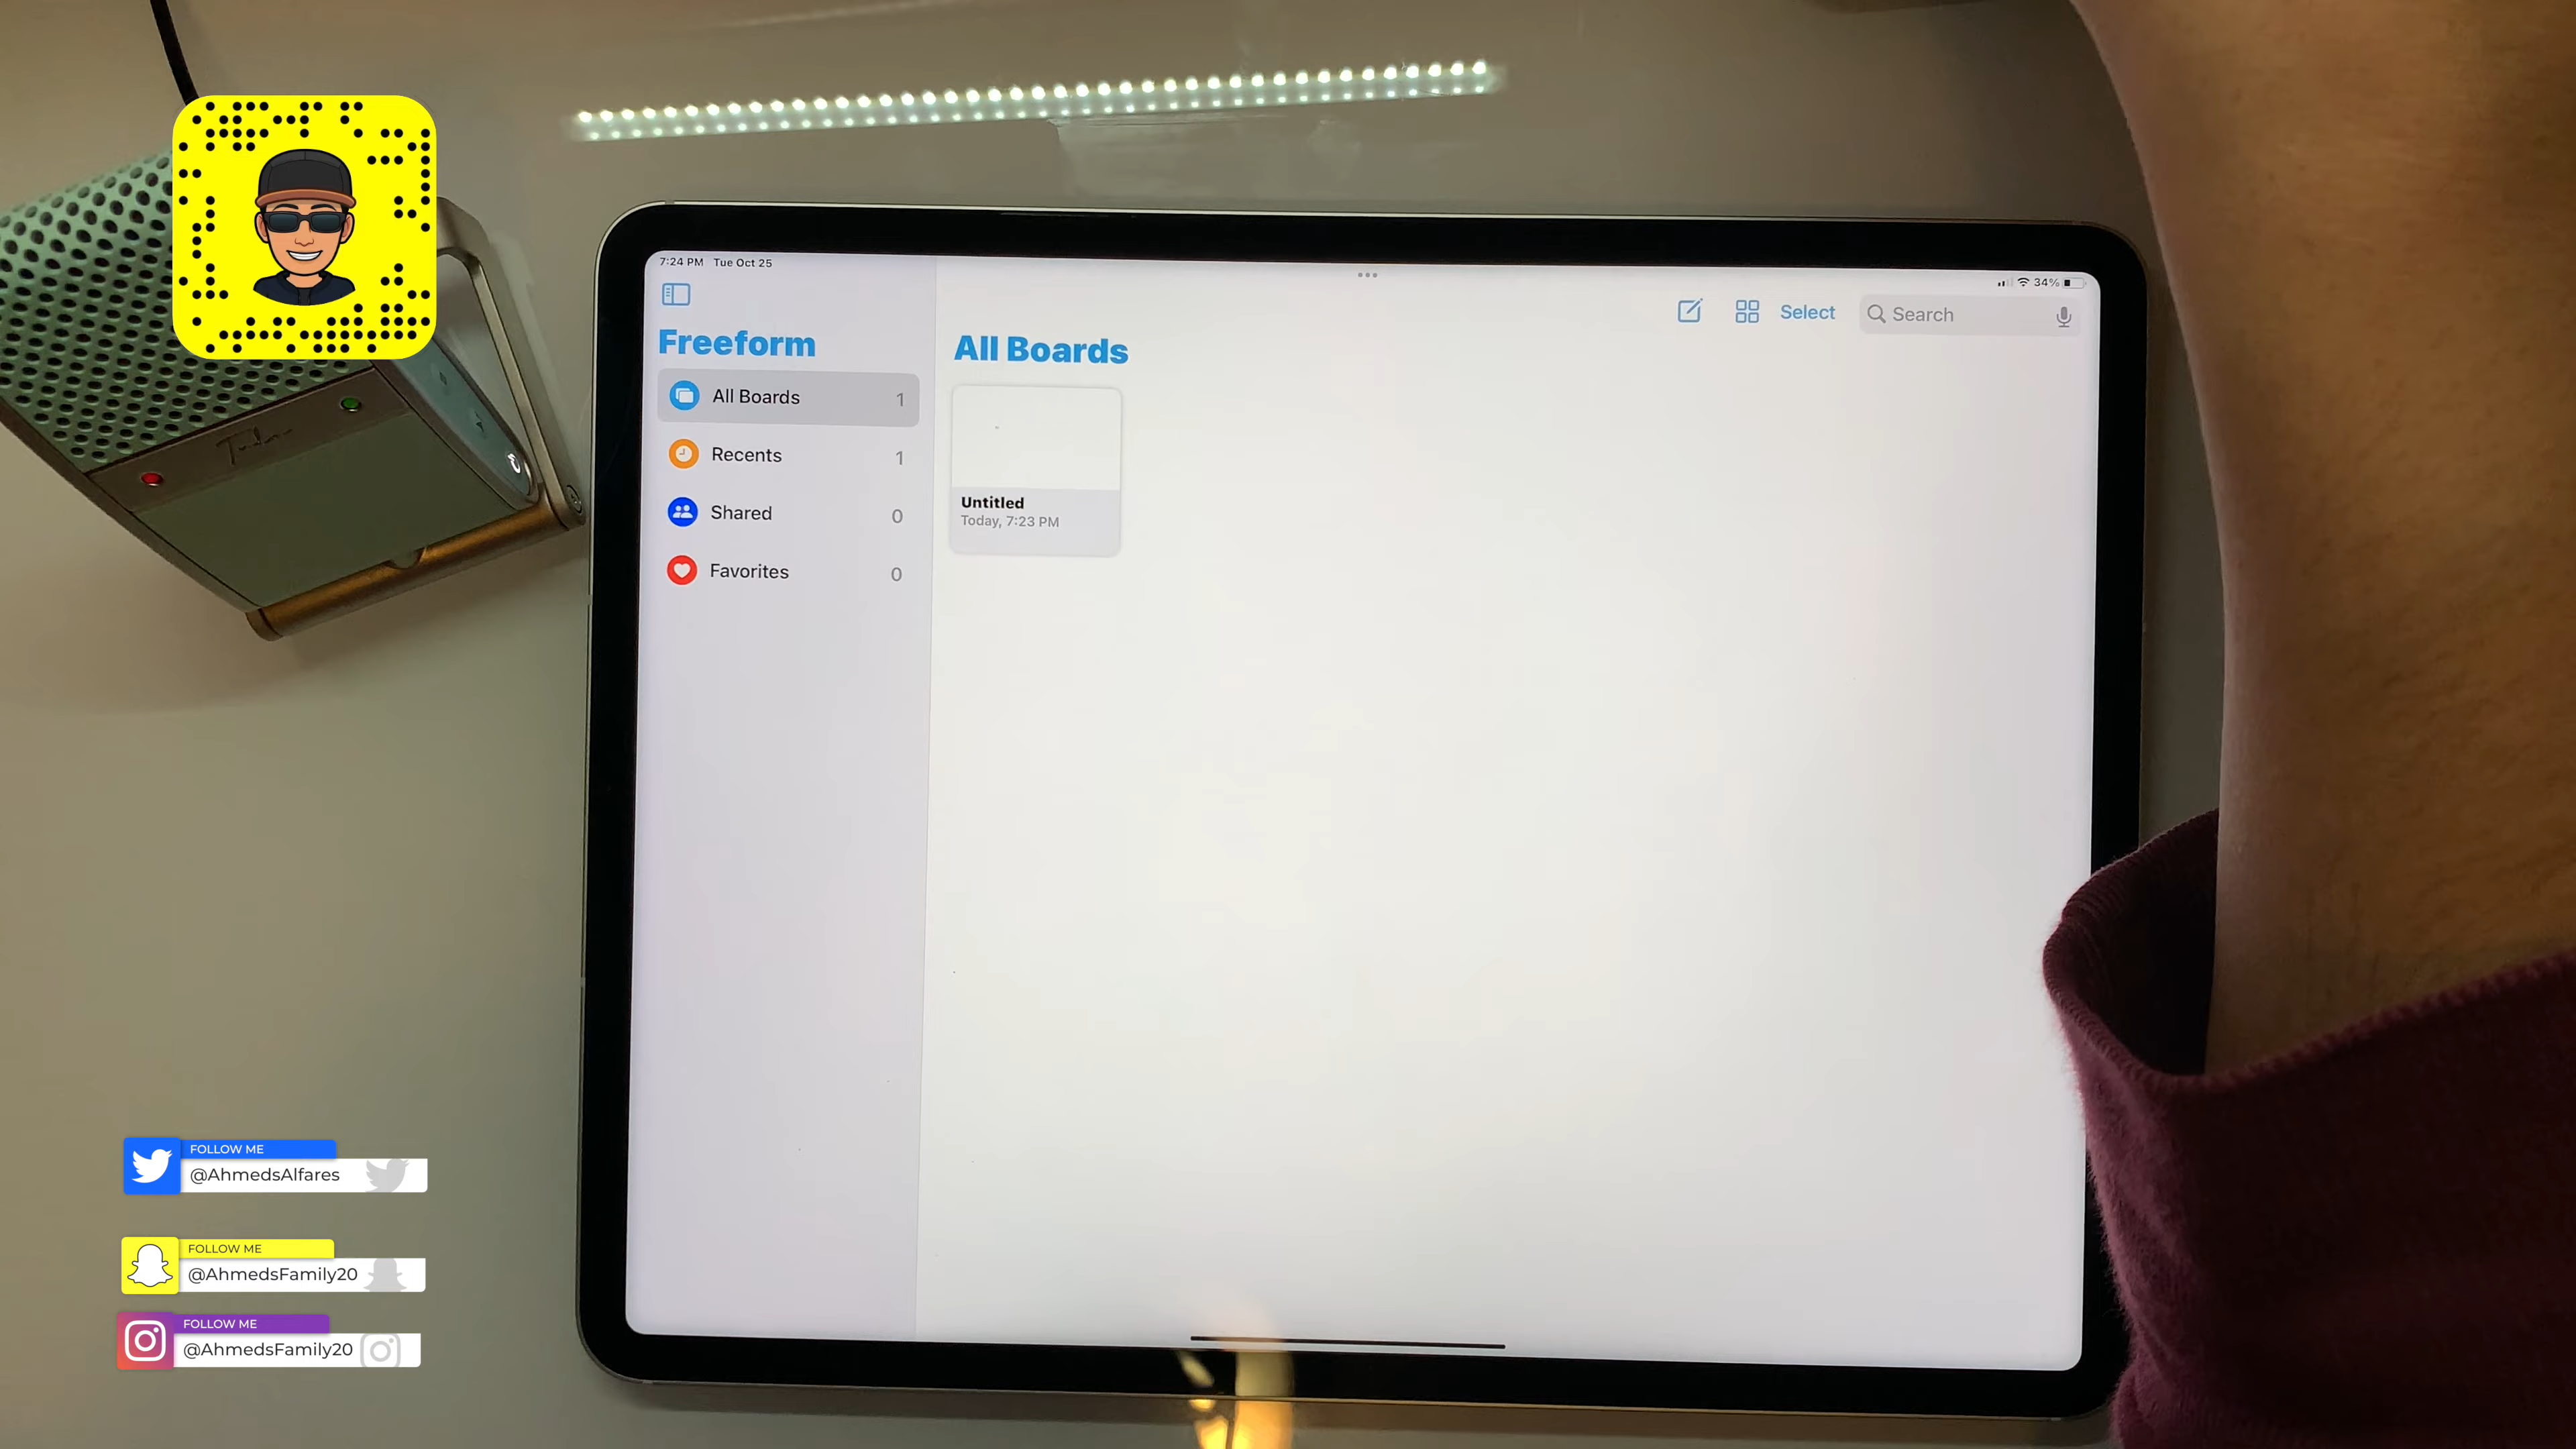 7:24 PM Tue Oct 25
34%
Select
Search
Freeform
All Boards 1
Recents 1
Shared 0
Favorites 0
All Boards
Untitled
Today, 7:23 PM
FOLLOW ME
@AhmedsAlfares
FOLLOW ME
@AhmedsFamily20
FOLLOW ME
@AhmedsFamily20